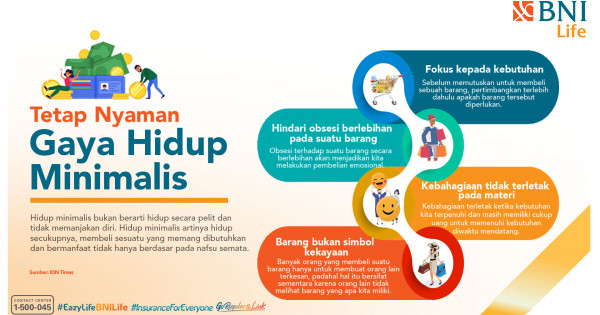 BNI
Life
Tetap Nyaman
Gaya Hidup
Minimalis
Hidup minimalis bukan berarti hidup secara pelit dan
tidak memanjakan diri. Hidup minimalis artinya hidup
secukupnya, membeli sesuatu yang memang dibutuhkan
dan bermanfaat tidak hanya berdasar pada nafsu semata.
Sumber: IDN Times
Fokus kepada kebutuhan
Sebelum memutuskan untuk membeli
sebuah barang, pertimbangkan terlebih
dahulu apakah barang tersebut
diperlukan.
Hindari obsesi berlebihan
pada suatu barang
Obsesi terhadap suatu barang secara
berlebihan akan menjadikan kita
melakukan pembelian emosional.
Kebahagiaan tidak terletak
pada materi
Kebahagiaan terletak ketika kebutuhan
kita terpenuhi dan masih memiliki cukup
uang untuk memenuhi kebutuhan
diwaktu mendatang.
Barang bukan simbol
kekayaan
Banyak orang yang membeli suatu
barang hanya untuk membuat orang lain
terkesan, padahal hal itu bersifat
sementara karena orang lain tidak
melihat barang yang apa kita miliki.
CONTACT CENTER
1-500-045
#EazyLifeBNILife #InsuranceForEveryone